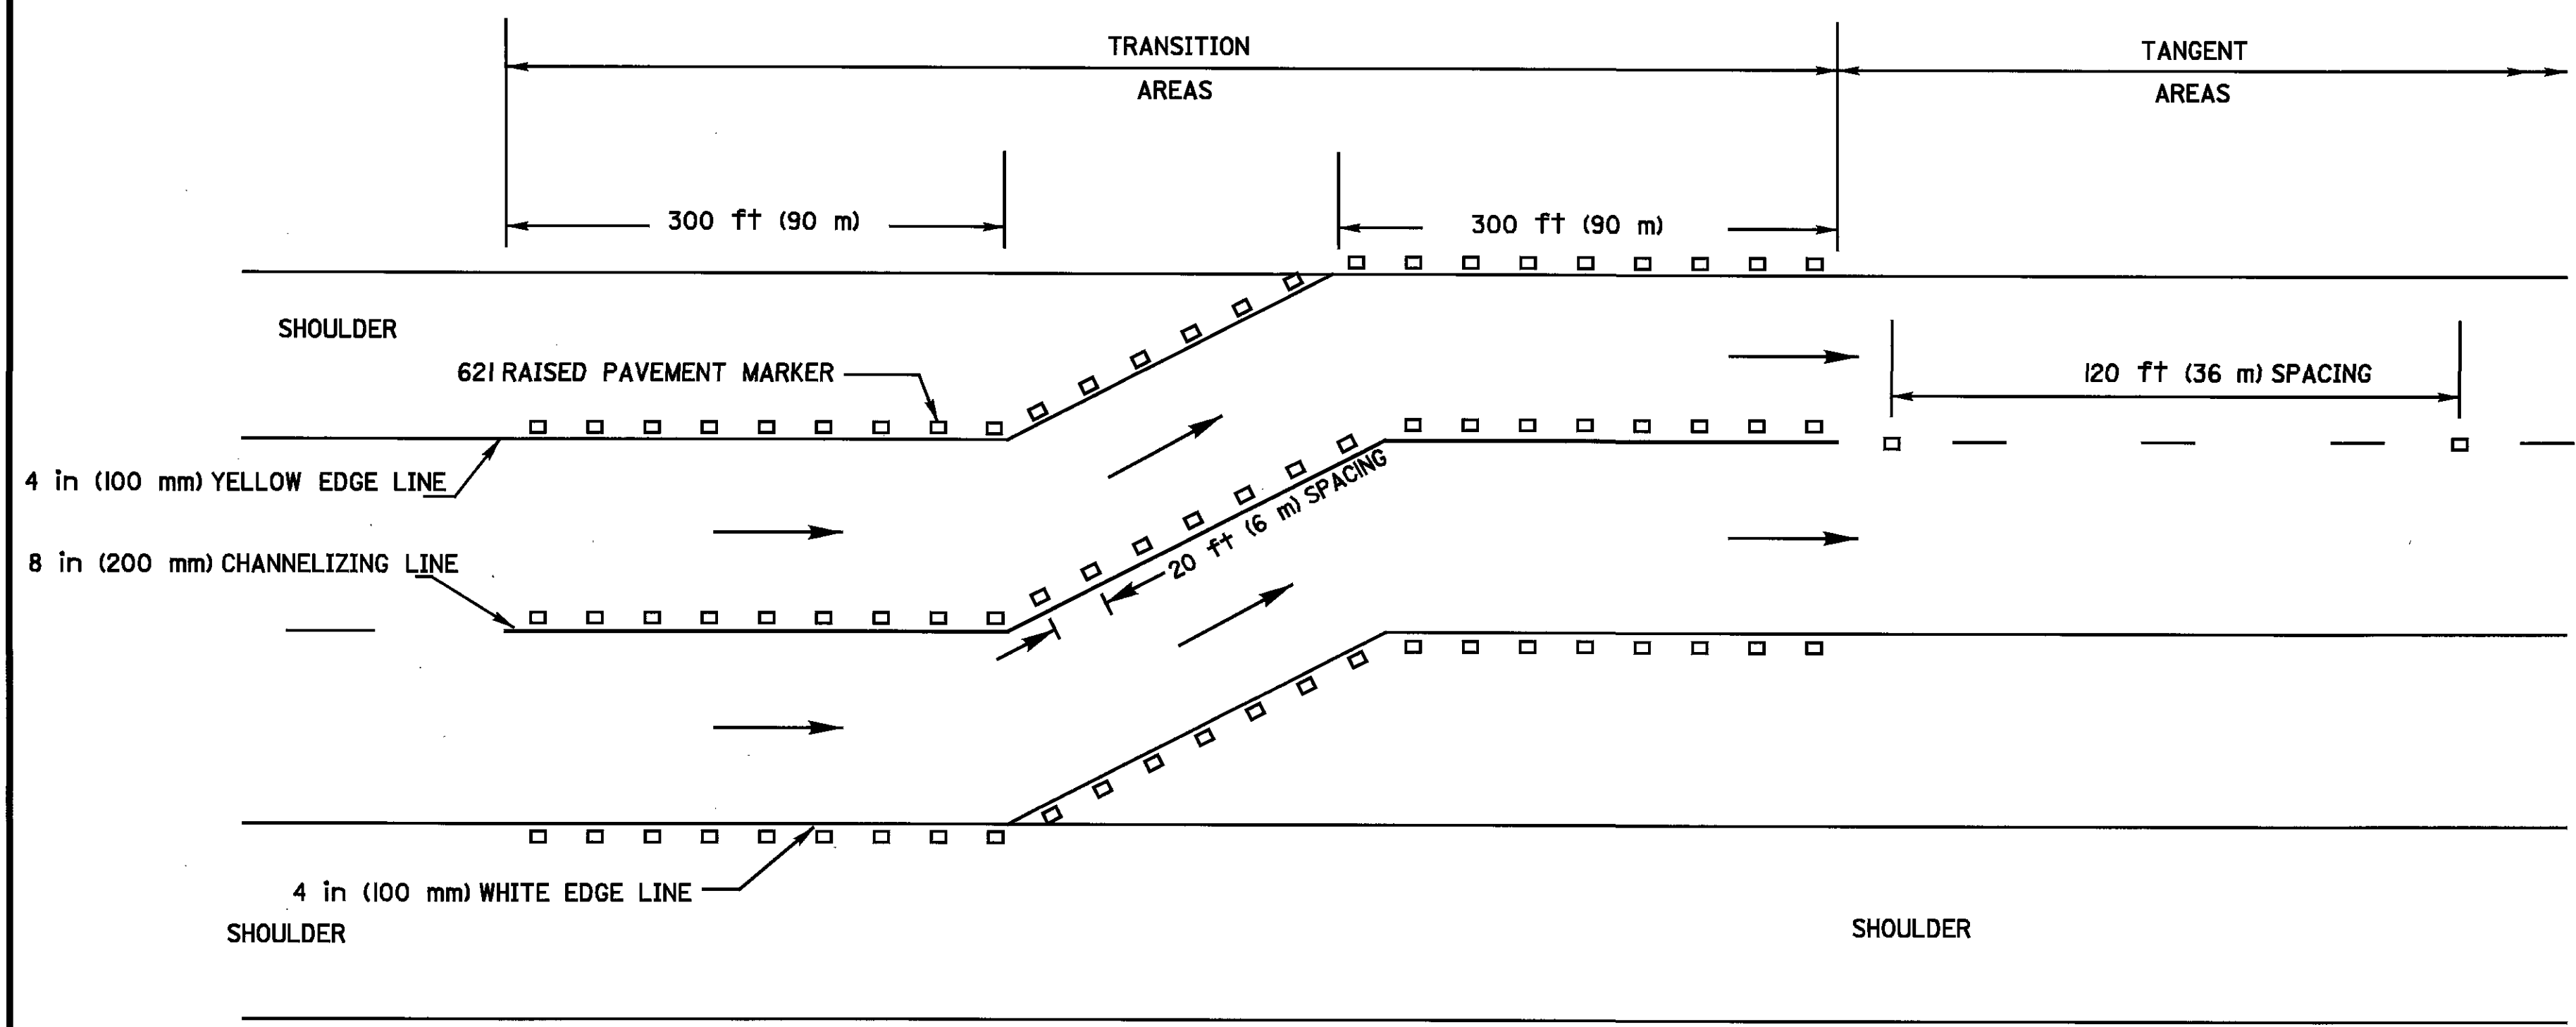 TRANSITION
AREAS
TANGENT
AREAS
300 ft (90 m)
300 ft (90 m)
SHOULDER
621 RAISED PAVEMENT MARKER
120 ft (36 m) SPACING
4 in (100 mm) YELLOW EDGE LINE
8 in (200 mm) CHANNELIZING LINE
20 ft (6 m) SPACING
4 in (100 mm) WHITE EDGE LINE
SHOULDER
SHOULDER